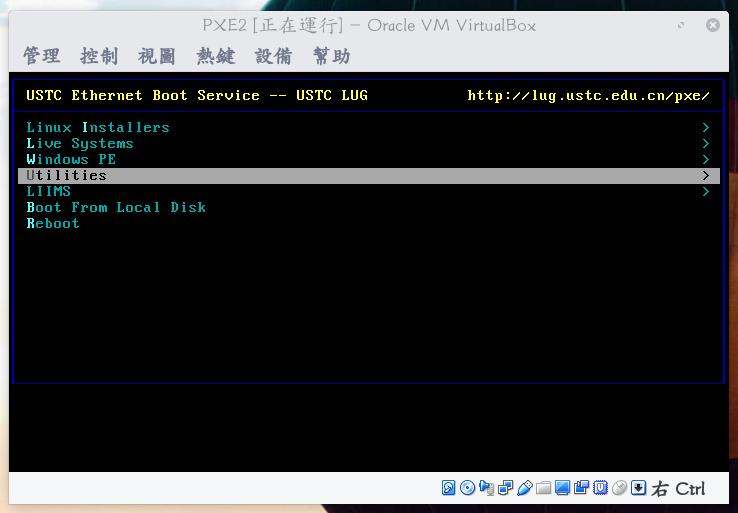 PXE2 [正在運行] - Oracle VM VirtualBox
管理 控制 視圖 熱鍵 設備 幫助
USTC Ethernet Boot Service -- USTC LUG http://lug.ustc.edu.cn/pxe/
Linux Installers >
Live Systems >
Windows PE >
Utilities >
LIIMS >
Boot From Local Disk
Reboot
右 Ctrl